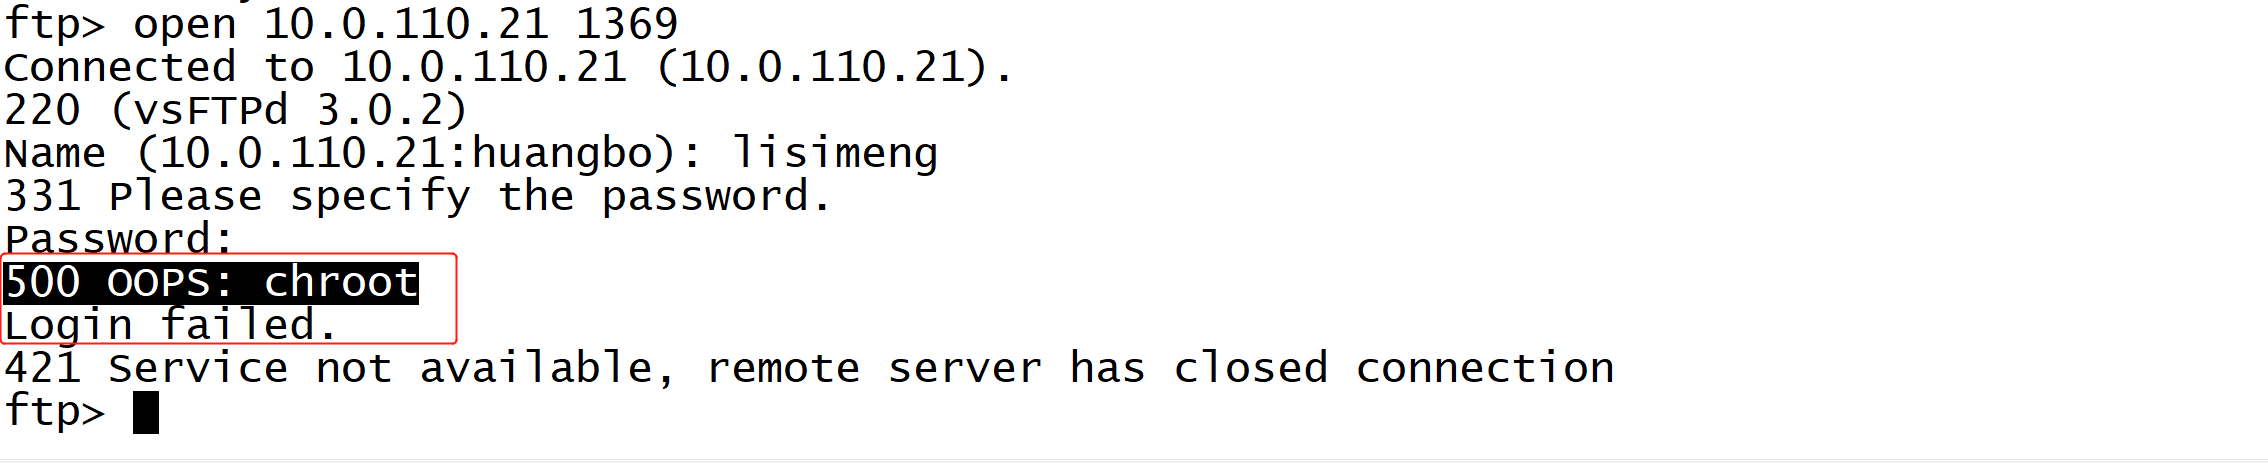 ftp> open 10.0.110.21 1369
Connected to 10.0.110.21 (10.0.110.21).
220 (vsFTPd 3.0.2)
Name (10.0.110.21:huangbo): lisimeng
331 Please specify the password.
Password:
500 OOPS: chroot
Login failed.
421 Service not available, remote server has closed connection
ftp>